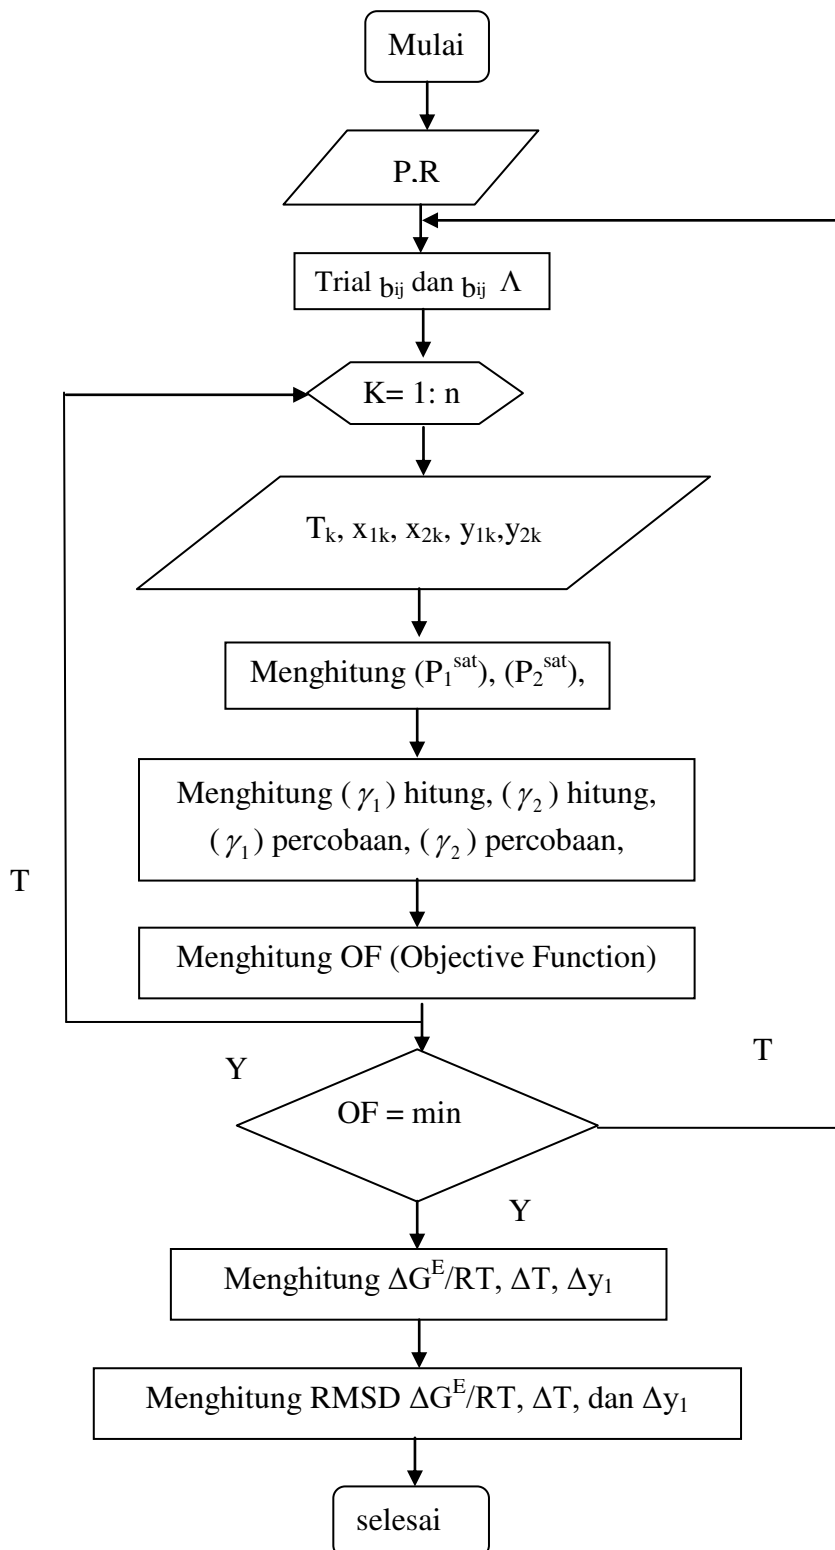 Mulai
P.R
Trial bij dan bij Λ
K= 1: n
Tk, x1k, x2k, y1k,y2k
Menghitung (P1sat), (P2sat),
Menghitung ( γ1) hitung, ( γ2) hitung,
( γ1) percobaan, ( γ2) percobaan,
T
Menghitung OF (Objective Function)
T
Y
OF = min
Y
Menghitung ΔGE/RT, ΔT, Δy1
Menghitung RMSD ΔGE/RT, ΔT, dan Δy1
selesai